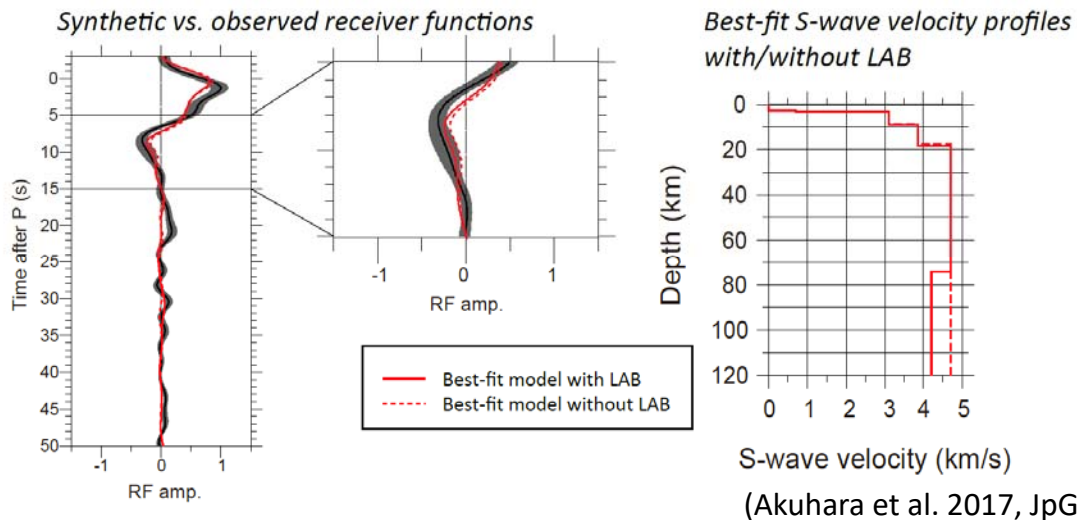 Synthetic vs. observed receiver functions
Best-fit S-wave velocity profiles
with/without LAB
0
5
10
15
20
25
30
35
40
45
50
Time after P (s)
-1
0
1
RF amp.
-1
0
1
RF amp.
Best-fit model with LAB
Best-fit model without LAB
0
20
40
60
80
100
120
Depth (km)
0 1 2 3 4 5
S-wave velocity (km/s)
(Akuhara et al. 2017, JpG